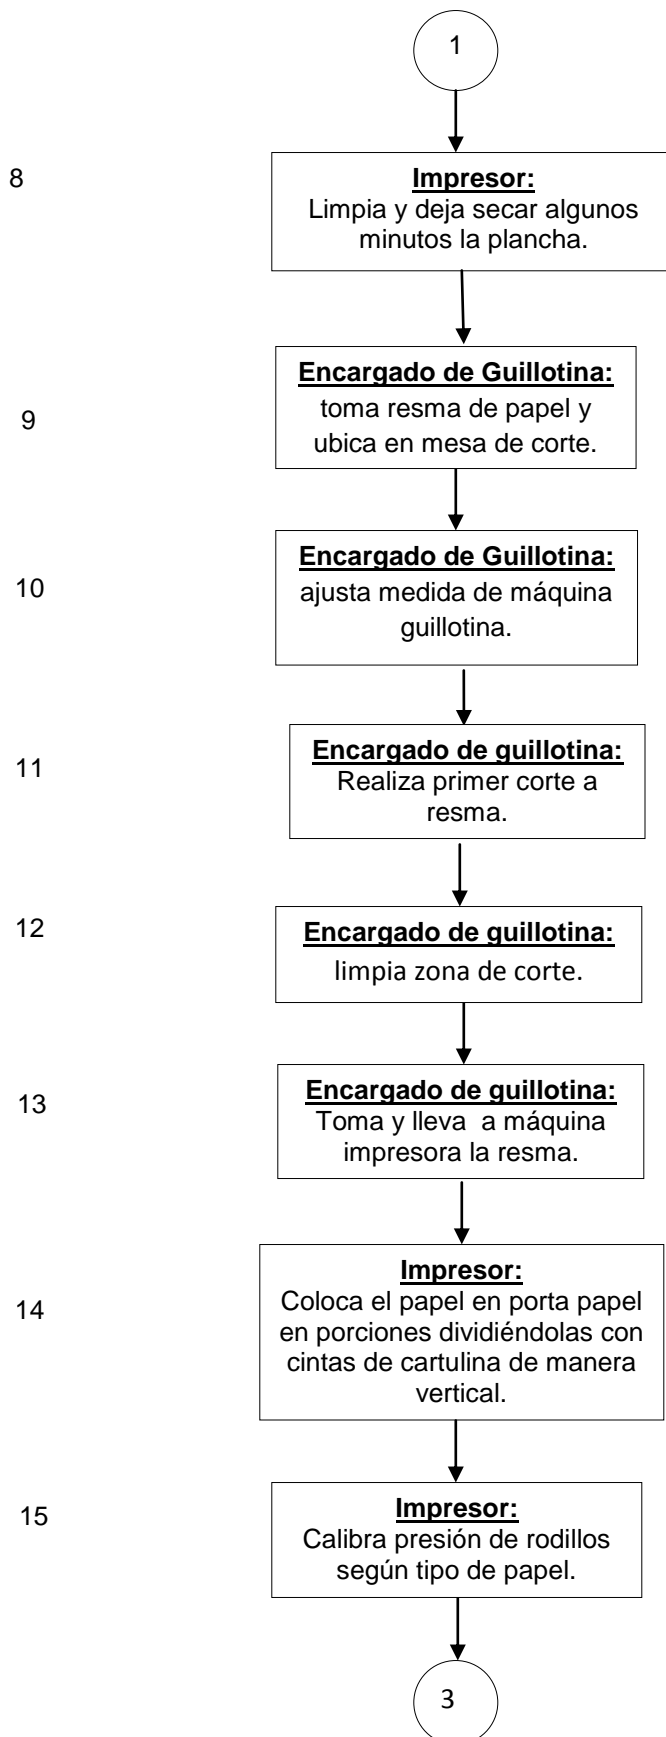 1
8
Impresor:
Limpia y deja secar algunos
minutos la plancha.
9
Encargado de Guillotina:
toma resma de papel y
ubica en mesa de corte.
10
Encargado de Guillotina:
ajusta medida de máquina
guillotina.
11
Encargado de guillotina:
Realiza primer corte a
resma.
12
Encargado de guillotina:
limpia zona de corte.
13
Encargado de guillotina:
Toma y lleva  a máquina
impresora la resma.
14
Impresor:
Coloca el papel en porta papel
en porciones dividiéndolas con
cintas de cartulina de manera
vertical.
15
Impresor:
Calibra presión de rodillos
según tipo de papel.
3